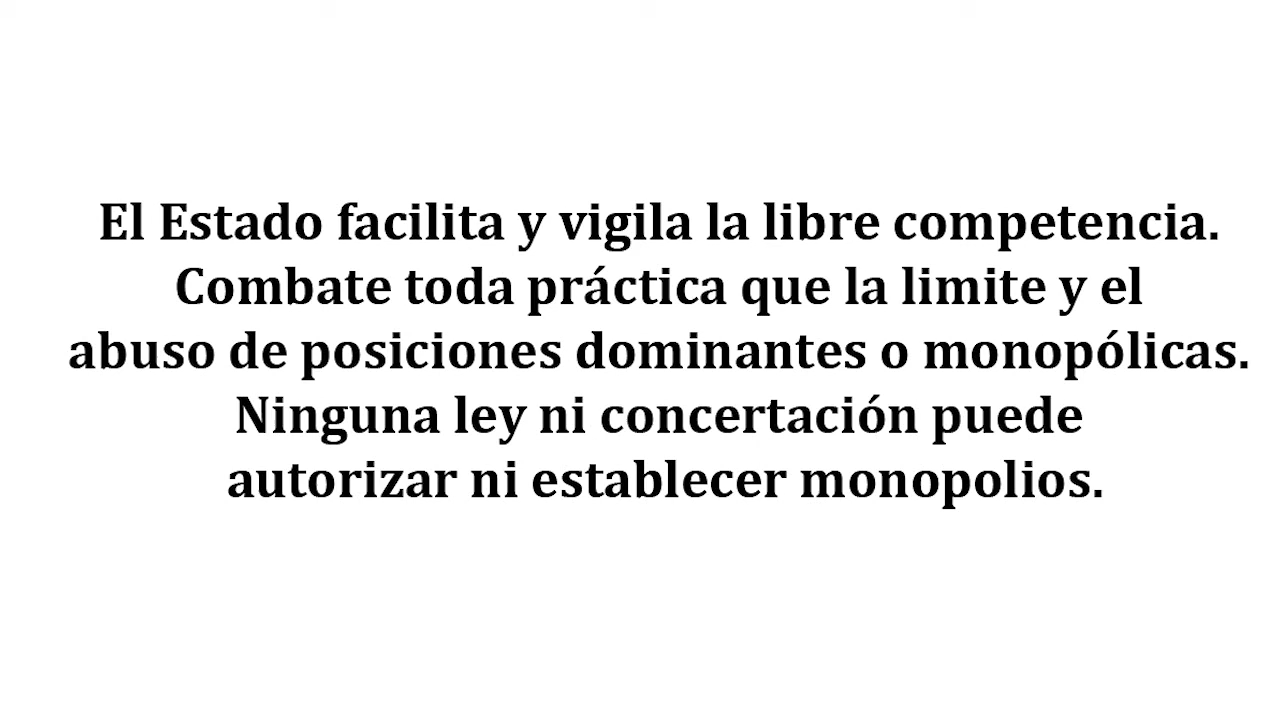 El Estado facilita y vigila la libre competencia.
Combate toda práctica que la limite y el
abuso de posiciones dominantes o monopólicas.
Ninguna ley ni concertación puede
autorizar ni establecer monopolios.